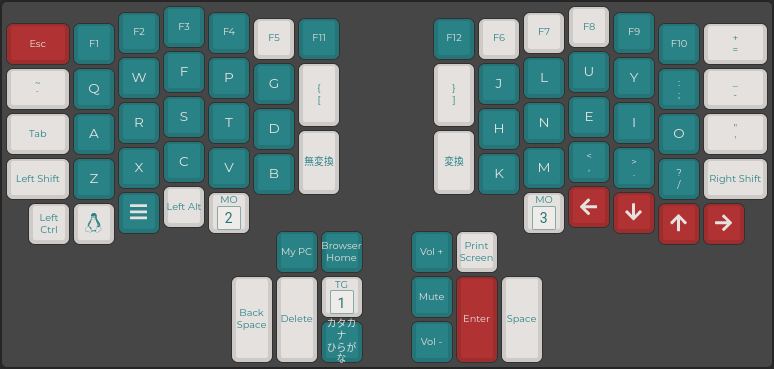 Esc F1 F2 F3 F4 F5 F11 F12 F6 F7 F8 F9 F10 + =
~ ` Q W F P G { [ } ] J L U Y : ; _ -
Tab A R S T D H N E I O " '
Left Shift Z X C V B 無変換 変換 K M < , > . ? / Right Shift
Left Ctrl Left Alt MO 2 MO 3 ← ↓ ↑ →
My PC Browser Home Vol + Print Screen
Back Space Delete TG 1 Mute Enter Space
カタカナ ひらがな Vol -